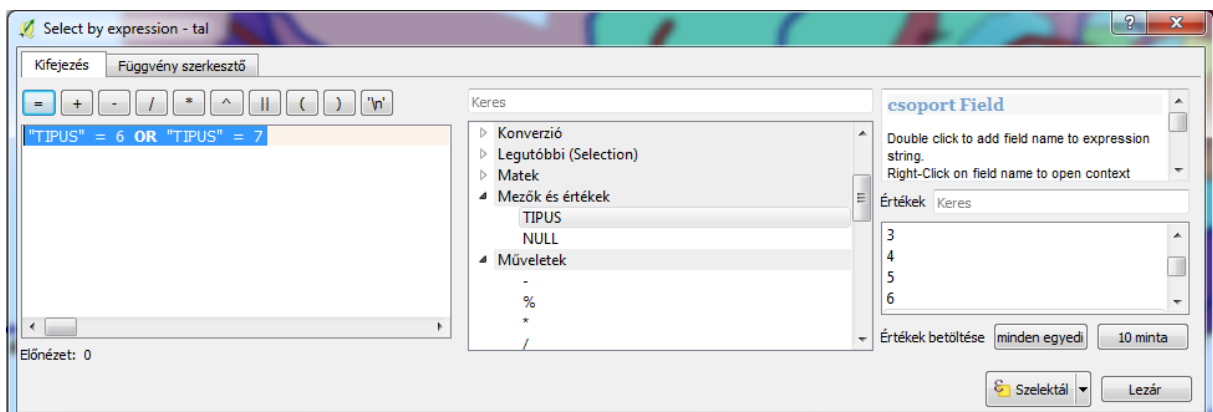 Select by expression - tal
Kifejezés
Függvény szerkesztő
= + - / * ^ || ( ) '\n'
"TIPUS" = 6 OR "TIPUS" = 7
Előnézet: 0
Keres
Konverzió
Legutóbbi (Selection)
Matek
Mezők és értékek
TIPUS
NULL
Műveletek
-
%
*
/
csoport Field
Double click to add field name to expression
string.
Right-Click on field name to open context
Értékek Keres
3
4
5
6
Értékek betöltése minden egyedi 10 minta
Szelektál Lezár